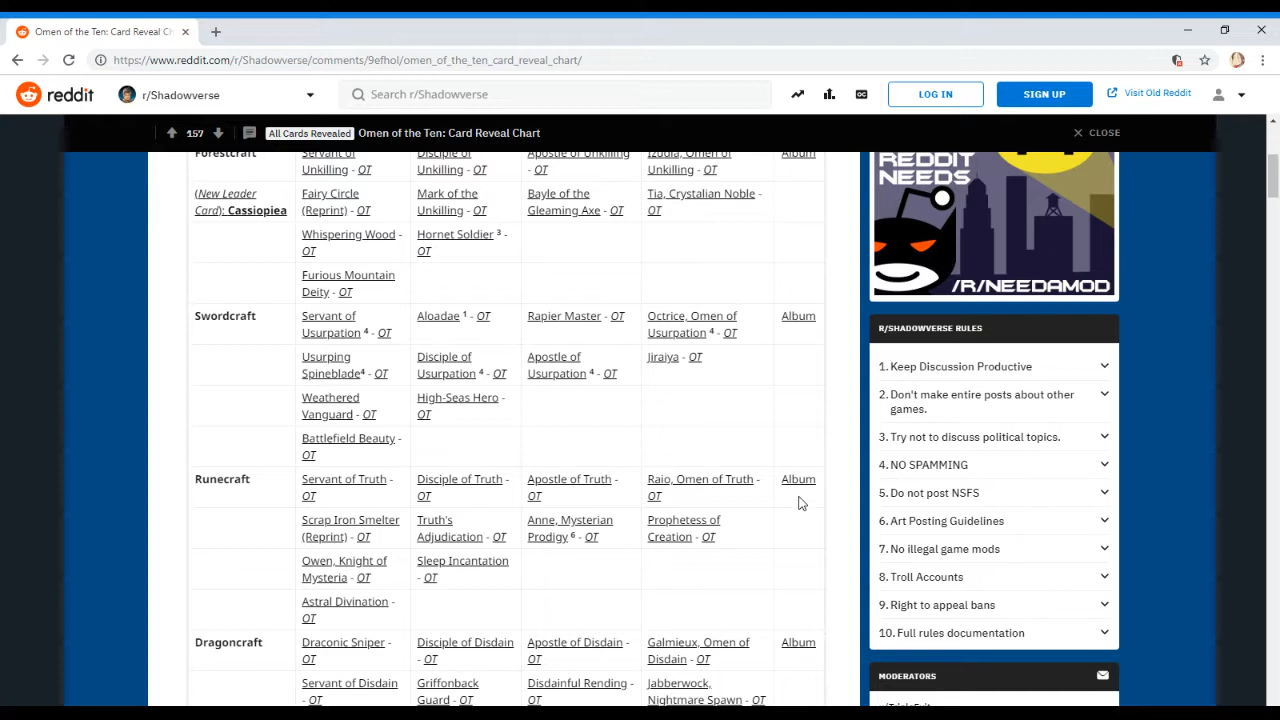 Omen of the Ten: Card Reveal Ch
https://www.reddit.com/r/Shadowverse/comments/9efhol/omen_of_the_ten_card_reveal_chart/
reddit
r/Shadowverse
Search r/Shadowverse
LOG IN
SIGN UP
Visit Old Reddit
157
All Cards Revealed
Omen of the Ten: Card Reveal Chart
CLOSE
Forestcraft
Servant of
Unkilling - OT
Disciple of
Unkilling - OT
Apostle of Unkilling
- OT
Izudia, Omen of
Unkilling - OT
Album
(New Leader
Card): Cassiopiea
Fairy Circle
(Reprint) - OT
Mark of the
Unkilling - OT
Bayle of the
Gleaming Axe - OT
Tia, Crystalian Noble -
OT
Whispering Wood -
OT
Hornet Soldier ³ -
OT
Furious Mountain
Deity - OT
Swordcraft
Servant of
Usurpation ⁴ - OT
Aloadae ¹ - OT
Rapier Master - OT
Octrice, Omen of
Usurpation ⁴ - OT
Album
Usurping
Spineblade⁴ - OT
Disciple of
Usurpation ⁴ - OT
Apostle of
Usurpation ⁴ - OT
Jiraiya - OT
Weathered
Vanguard - OT
High-Seas Hero -
OT
Battlefield Beauty -
OT
Runecraft
Servant of Truth -
OT
Disciple of Truth -
OT
Apostle of Truth -
OT
Raio, Omen of Truth -
OT
Album
Scrap Iron Smelter
(Reprint) - OT
Truth's
Adjudication - OT
Anne, Mysterian
Prodigy ⁶ - OT
Prophetess of
Creation - OT
Owen, Knight of
Mysteria - OT
Sleep Incantation
- OT
Astral Divination -
OT
Dragoncraft
Draconic Sniper -
OT
Disciple of Disdain
- OT
Apostle of Disdain -
OT
Galmieux, Omen of
Disdain - OT
Album
Servant of Disdain
- OT
Griffonback
Guard - OT
Disdainful Rending -
OT
Jabberwock,
Nightmare Spawn - OT
REDDIT
NEEDS
/R/NEEDAMOD
R/SHADOWVERSE RULES
1. Keep Discussion Productive
2. Don't make entire posts about other
games.
3. Try not to discuss political topics.
4. NO SPAMMING
5. Do not post NSFS
6. Art Posting Guidelines
7. No illegal game mods
8. Troll Accounts
9. Right to appeal bans
10. Full rules documentation
MODERATORS